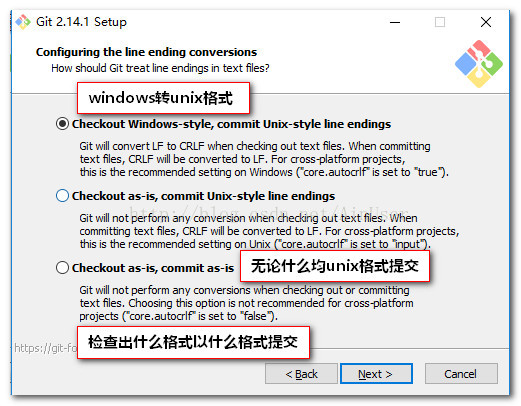 Git 2.14.1 Setup
Configuring the line ending conversions
How should Git treat line endings in text files?
windows转unix格式
Checkout Windows-style, commit Unix-style line endings
Git will convert LF to CRLF when checking out text files. When committing
text files, CRLF will be converted to LF. For cross-platform projects,
this is the recommended setting on Windows ("core.autocrlf" is set to "true").
Checkout as-is, commit Unix-style line endings
Git will not perform any conversion when checking out text files. When
committing text files, CRLF will be converted to LF. For cross-platform projects,
this is the recommended setting on Unix ("core.autocrlf" is set to "input").
Checkout as-is, commit as-is
无论什么均unix格式提交
Git will not perform any conversions when checking out or committing
text files. Choosing this option is not recommended for cross-platform
projects ("core.autocrlf" is set to "false").
检查出什么格式以什么格式提交
https://git-fo
< Back
Next >
Cancel